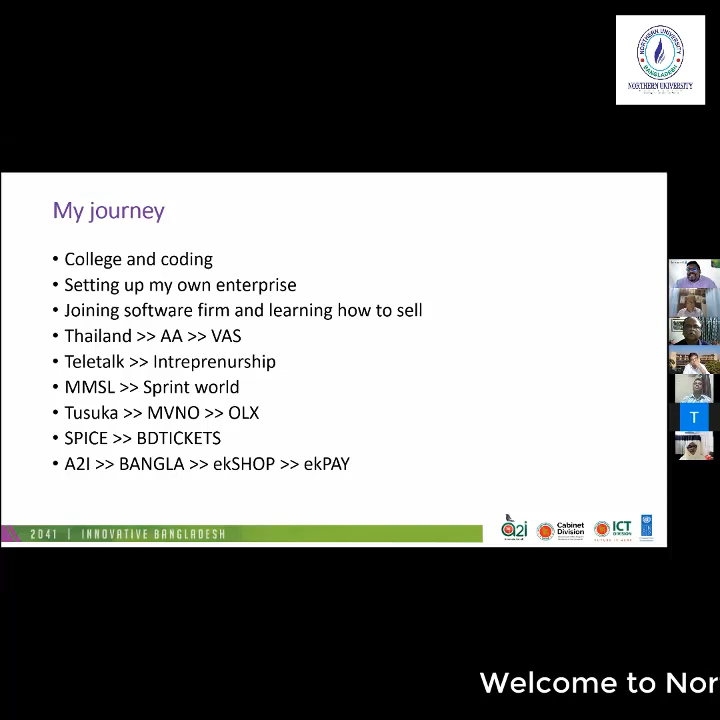 NORTHERN UNIVERSITY
BANGLADESH
NORTHERN UNIVERSITY
My journey
• College and coding
• Setting up my own enterprise
• Joining software firm and learning how to sell
• Thailand >> AA >> VAS
• Teletalk >> Intreprenurship
• MMSL >> Sprint world
• Tusuka >> MVNO >> OLX
• SPICE >> BDTICKETS
• A2I >> BANGLA >> ekSHOP >> ekPAY
T
2041 | INNOVATIVE BANGLADESH
a2i
Cabinet
Division
ICT
DIVISION
Welcome to Nor